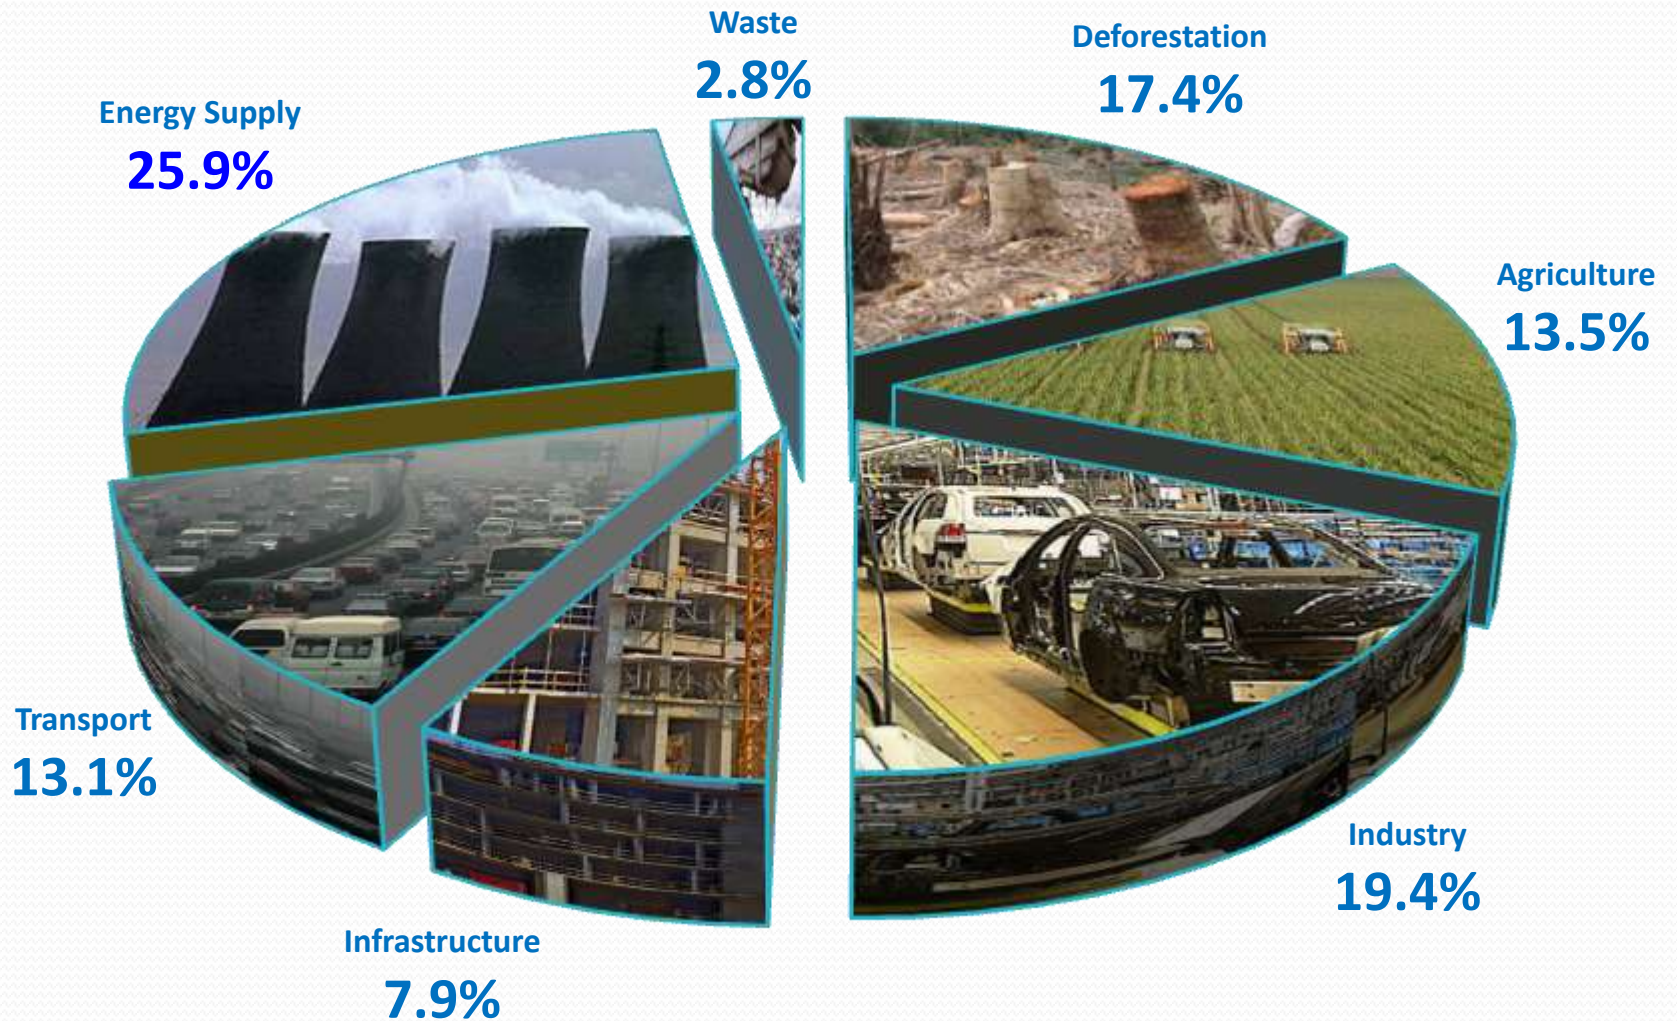 Waste
2.8%
Deforestation
17.4%
Energy Supply
25.9%
Agriculture
13.5%
Transport
13.1%
Industry
19.4%
Infrastructure
7.9%